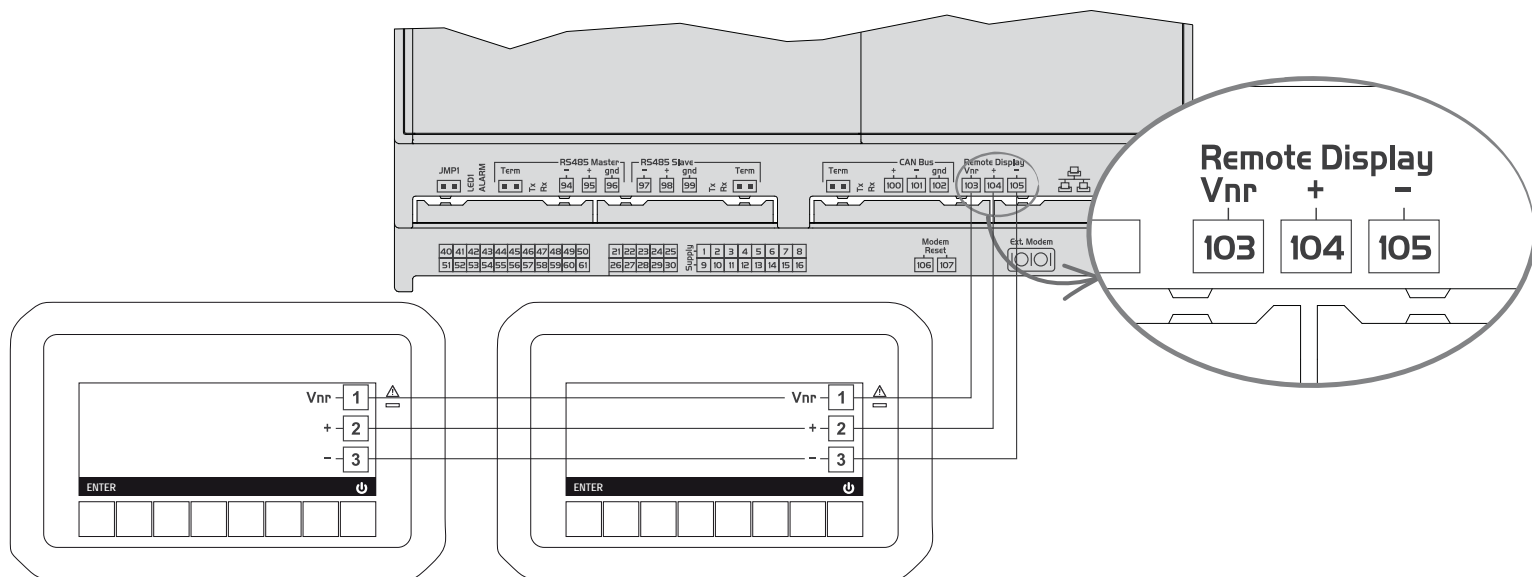 RS485 Master RS485 Slave CAN Bus Remote Display
JMP1 LED1 ALARM Term Tx Rx - + gnd - + gnd Tx Rx Term Term Tx Rx + - gnd Vnr + -
94 95 96 97 98 99 100 101 102 103 104 105
Remote Display
Vnr + -
103 104 105
40 41 42 43 44 45 46 47 48 49 50 21 22 23 24 25 Supply 1 2 3 4 5 6 7 8
51 52 53 54 55 56 57 58 59 60 61 26 27 28 29 30 9 10 11 12 13 14 15 16
Modem
Reset
106 107
Ext. Modem
IOIOI
Vnr 1
+ 2
- 3
ENTER
Vnr 1
+ 2
- 3
ENTER